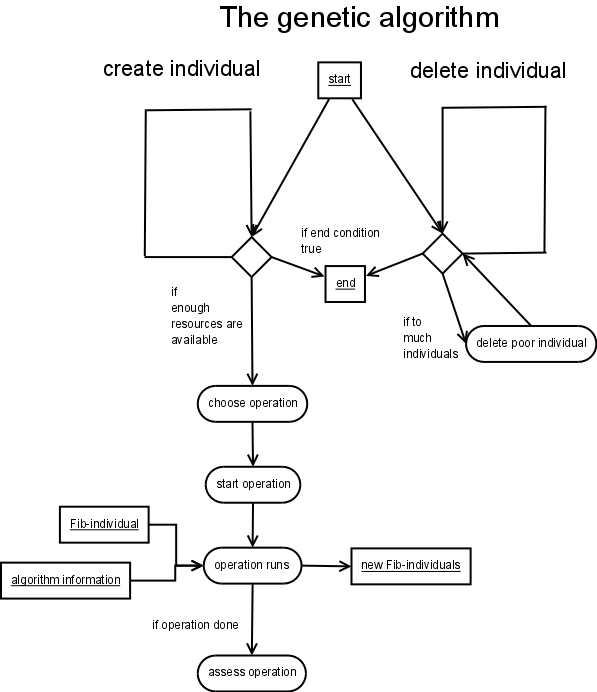 The genetic algorithm
create individual
start
delete individual
if end condition
true
end
if
enough
resources are
available
if to
much
individuals
delete poor individual
choose operation
start operation
Fib-individual
operation runs
new Fib-individuals
algorithm information
if operation done
assess operation